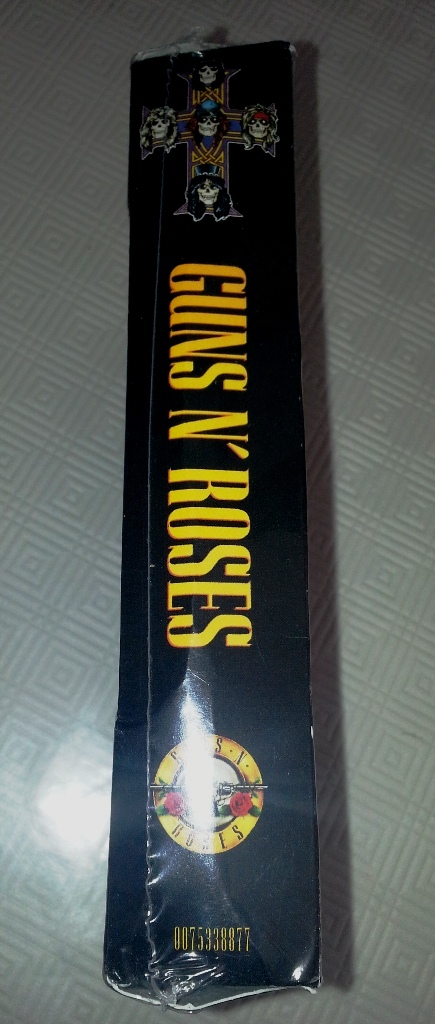 GUNS N' ROSES
GUNS · N ·
ROSES
0075338877